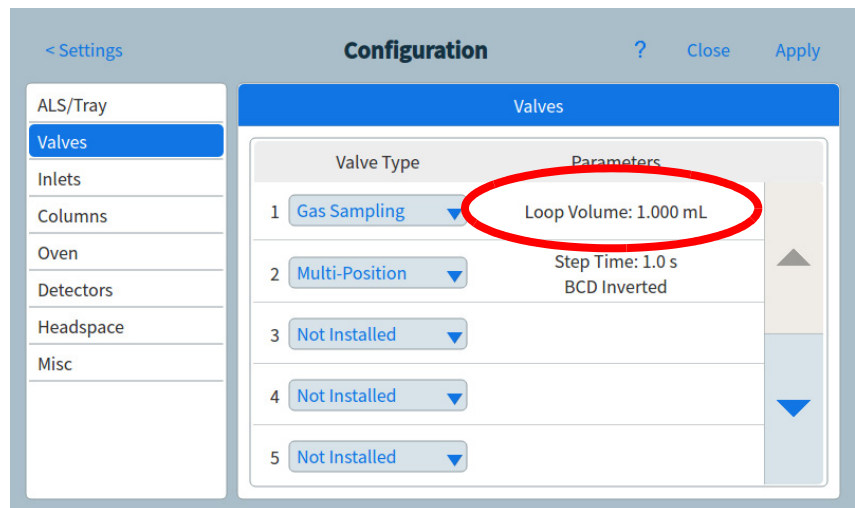 < Settings
Configuration
?
Close
Apply
ALS/Tray
Valves
Inlets
Columns
Oven
Detectors
Headspace
Misc
Valves
Valve Type
Parameters
1 Gas Sampling
Loop Volume: 1.000 mL
2 Multi-Position
Step Time: 1.0 s
BCD Inverted
3 Not Installed
4 Not Installed
5 Not Installed